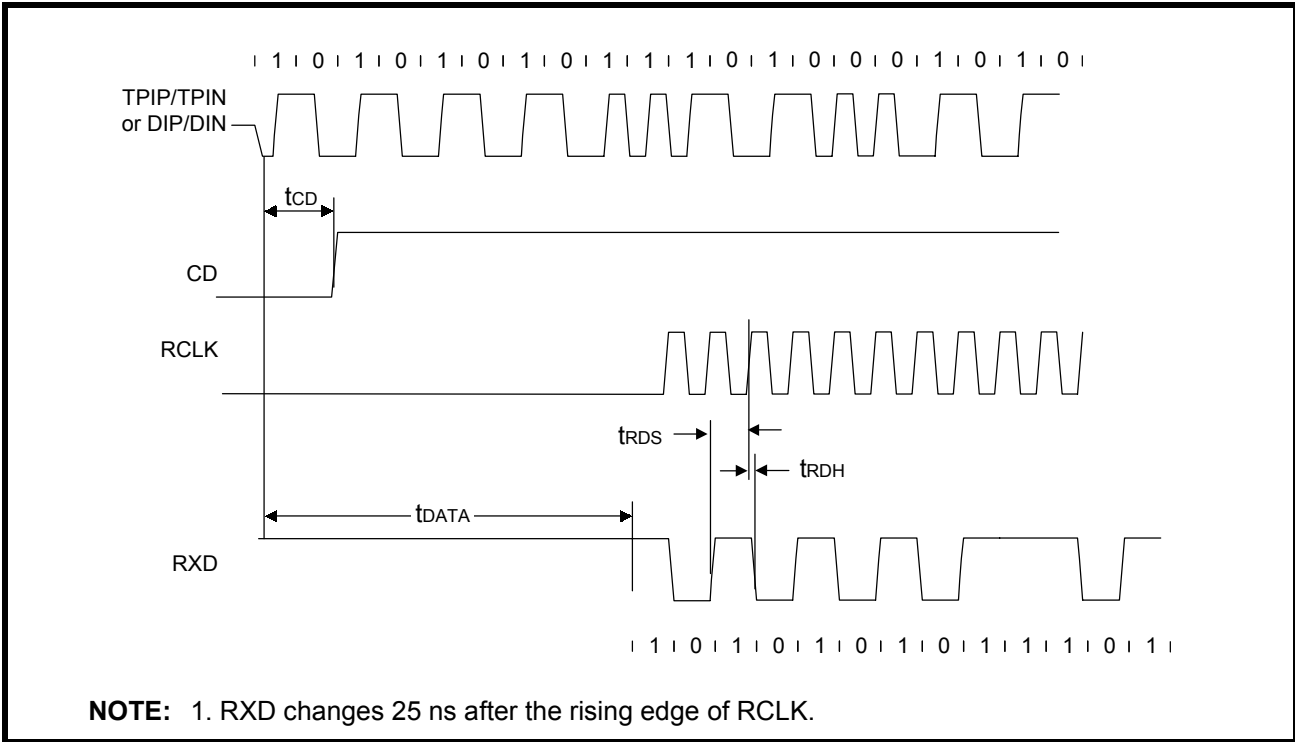 1 0 1 0 1 0 1 0 1 1 1 0 1 0 0 0 1 0 1 0
TPIP/TPIN
or DIP/DIN
tCD
CD
RCLK
tRDS
tRDH
tDATA
RXD
1 0 1 0 1 0 1 0 1 1 1 0 1
NOTE: 1. RXD changes 25 ns after the rising edge of RCLK.